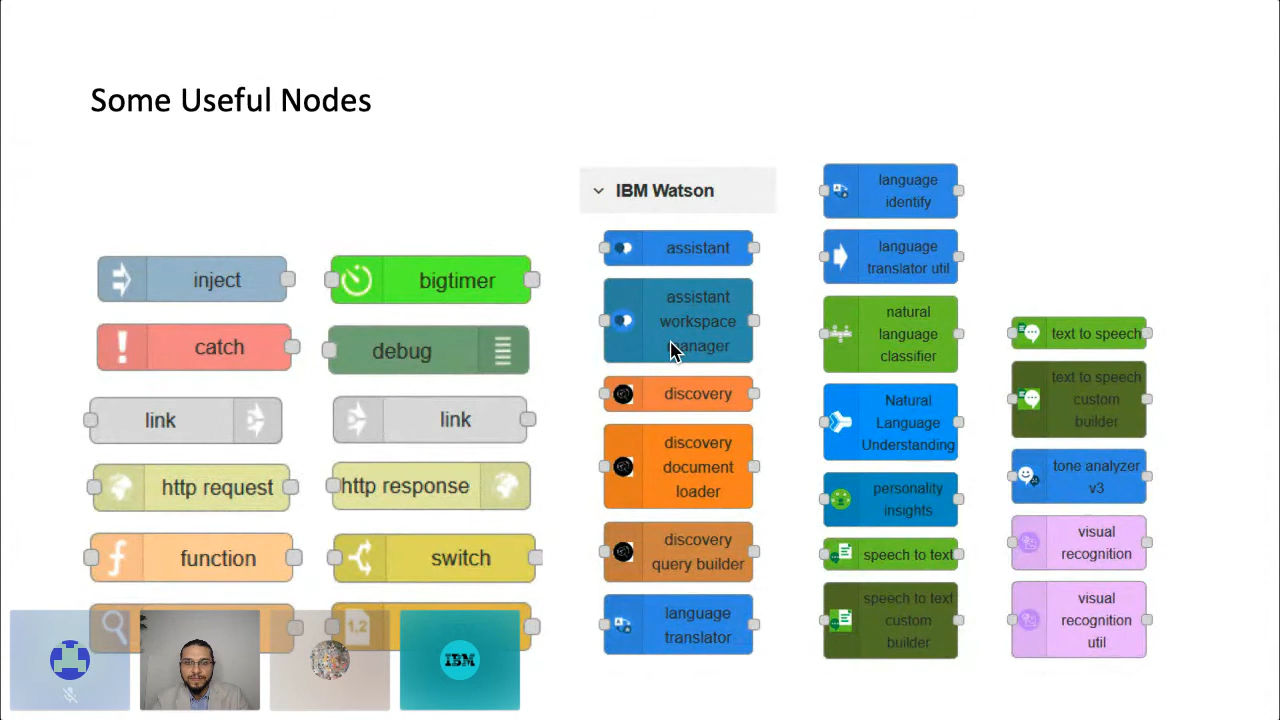 Some Useful Nodes
inject
bigtimer
catch
debug
link
link
http request
http response
function
switch
1,2
IBM Watson
assistant
assistant
workspace
manager
discovery
discovery
document
loader
discovery
query builder
language
translator
language
identify
language
translator util
natural
language
classifier
Natural
Language
Understanding
personality
insights
speech to text
speech to text
custom
builder
text to speech
text to speech
custom
builder
tone analyzer
v3
visual
recognition
visual
recognition
util
IBM